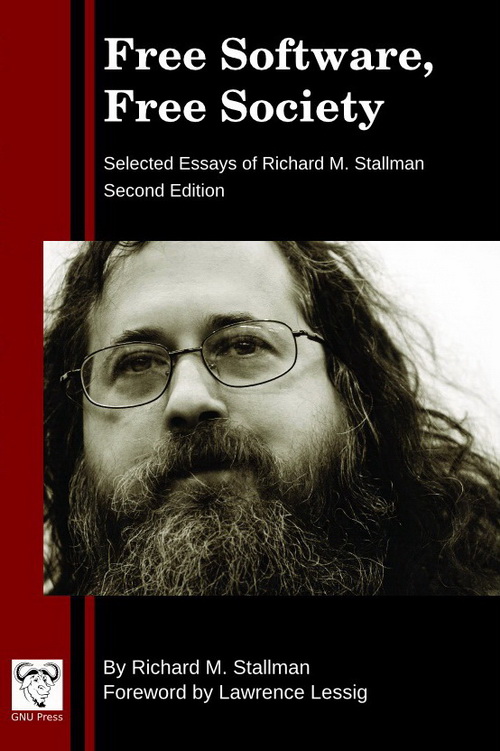 Free Software,
Free Society
Selected Essays of Richard M. Stallman
Second Edition
By Richard M. Stallman
Foreword by Lawrence Lessig
GNU Press